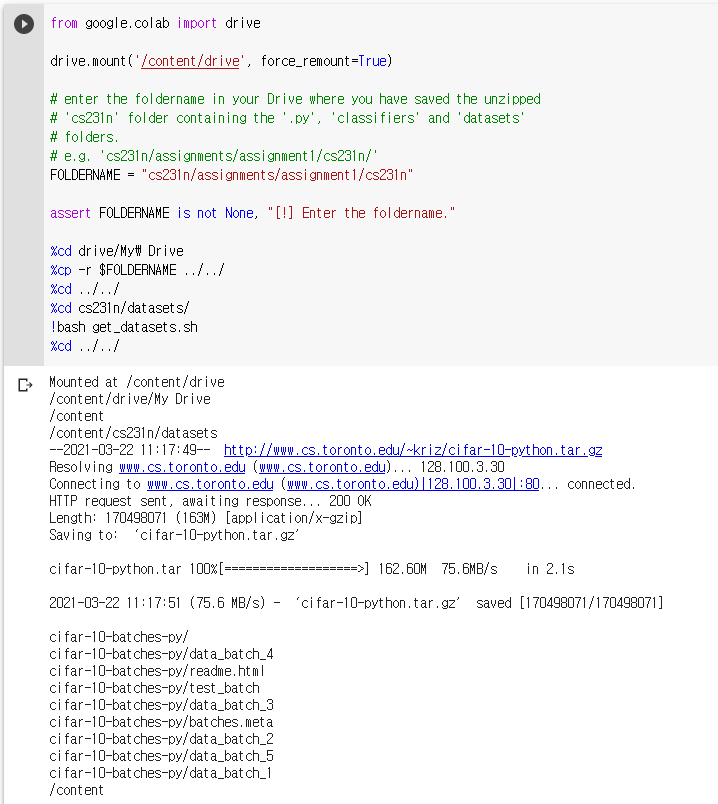 from google.colab import drive
drive.mount('/content/drive', force_remount=True)
# enter the foldername in your Drive where you have saved the unzipped
# 'cs231n' folder containing the '.py', 'classifiers' and 'datasets'
# folders.
# e.g. 'cs231n/assignments/assignment1/cs231n/'
FOLDERNAME = "cs231n/assignments/assignment1/cs231n"
assert FOLDERNAME is not None, "[!] Enter the foldername."
%cd drive/My₩ Drive
%cp -r $FOLDERNAME ../../
%cd ../../
%cd cs231n/datasets/
!bash get_datasets.sh
%cd ../../
Mounted at /content/drive
/content/drive/My Drive
/content
/content/cs231n/datasets
--2021-03-22 11:17:49-- http://www.cs.toronto.edu/~kriz/cifar-10-python.tar.gz
Resolving www.cs.toronto.edu (www.cs.toronto.edu)... 128.100.3.30
Connecting to www.cs.toronto.edu (www.cs.toronto.edu)|128.100.3.30|:80... connected.
HTTP request sent, awaiting response... 200 OK
Length: 170498071 (163M) [application/x-gzip]
Saving to: ‘cifar-10-python.tar.gz’
cifar-10-python.tar 100%[===================>] 162.60M 75.6MB/s in 2.1s
2021-03-22 11:17:51 (75.6 MB/s) - ‘cifar-10-python.tar.gz’ saved [170498071/170498071]
cifar-10-batches-py/
cifar-10-batches-py/data_batch_4
cifar-10-batches-py/readme.html
cifar-10-batches-py/test_batch
cifar-10-batches-py/data_batch_3
cifar-10-batches-py/batches.meta
cifar-10-batches-py/data_batch_2
cifar-10-batches-py/data_batch_5
cifar-10-batches-py/data_batch_1
/content